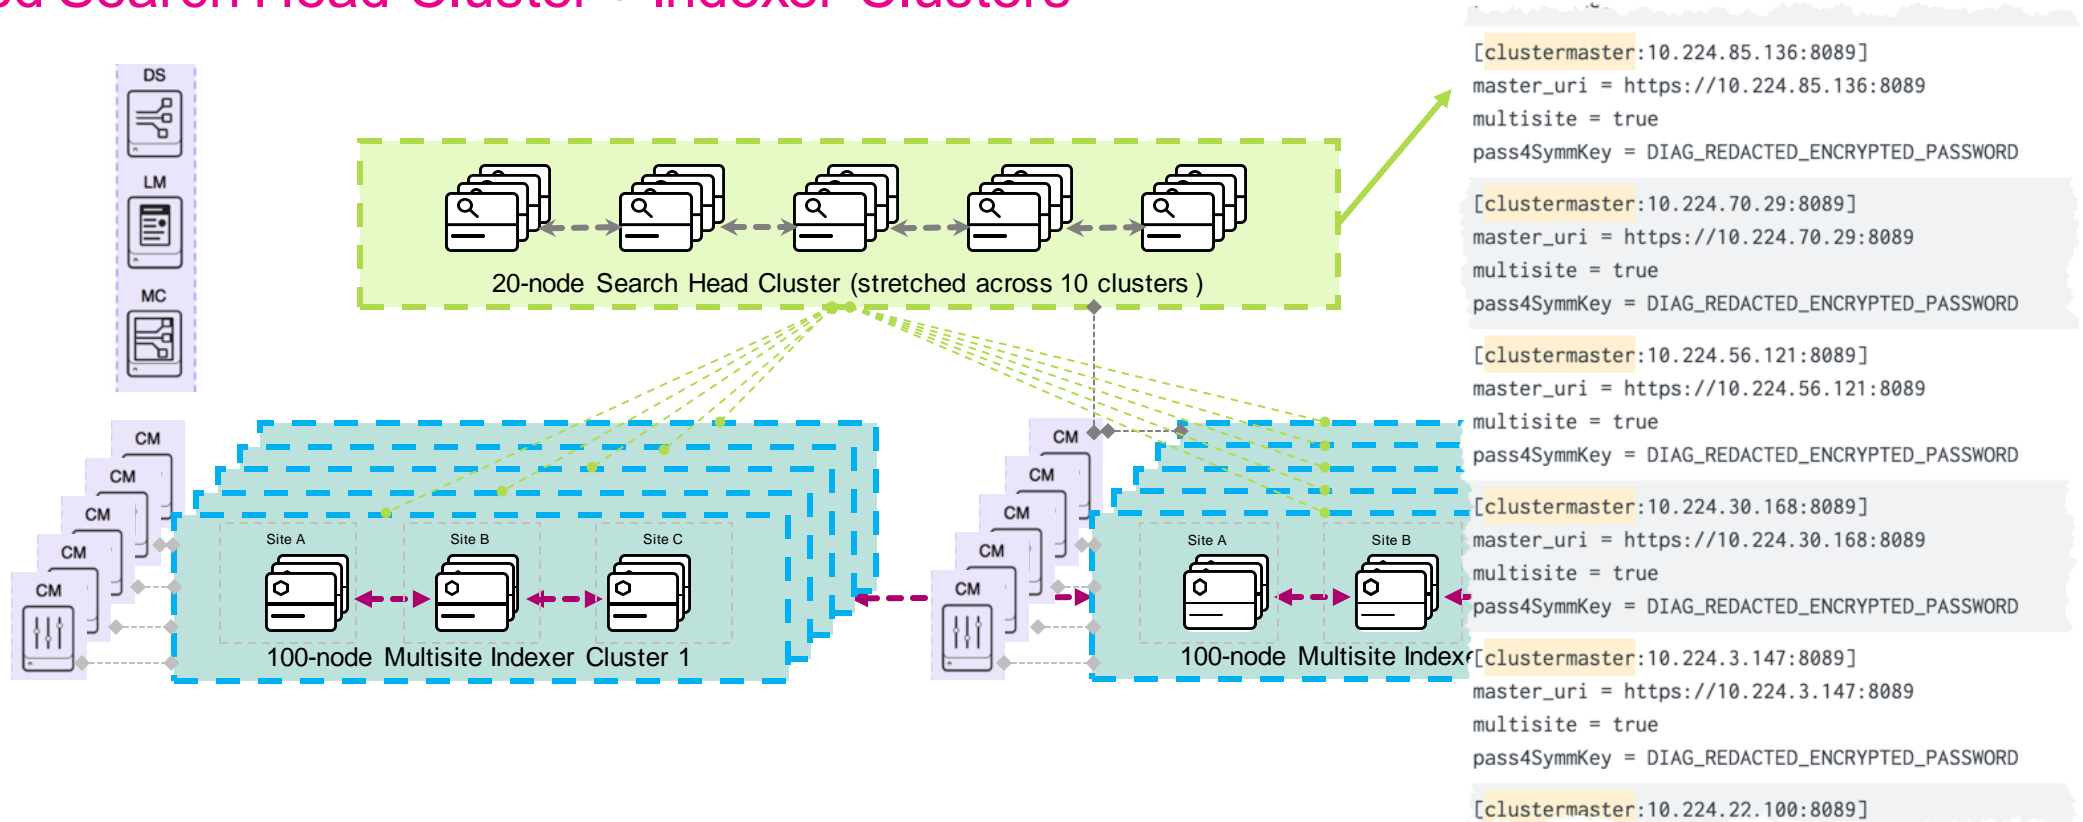 Search Head Cluster
Indexer Clusters
DS
LM
MC
20-node Search Head Cluster (stretched across 10 clusters )
CM
CM
CM
CM
CM
Site A
Site B
Site C
100-node Multisite Indexer Cluster 1
CM
CM
CM
CM
CM
Site A
Site B
100-node Multisite
[clustermaster:10.224.85.136:8089]
master_uri = https://10.224.85.136:8089
multisite = true
pass4SymmKey = DIAG_REDACTED_ENCRYPTED_PASSWORD
[clustermaster:10.224.70.29:8089]
master_uri = https://10.224.70.29:8089
multisite = true
pass4SymmKey = DIAG_REDACTED_ENCRYPTED_PASSWORD
[clustermaster:10.224.56.121:8089]
master_uri = https://10.224.56.121:8089
multisite = true
pass4SymmKey = DIAG_REDACTED_ENCRYPTED_PASSWORD
[clustermaster:10.224.30.168:8089]
master_uri = https://10.224.30.168:8089
multisite = true
pass4SymmKey = DIAG_REDACTED_ENCRYPTED_PASSWORD
[clustermaster:10.224.3.147:8089]
master_uri = https://10.224.3.147:8089
multisite = true
pass4SymmKey = DIAG_REDACTED_ENCRYPTED_PASSWORD
[clustermaster:10.224.22.100:8089]